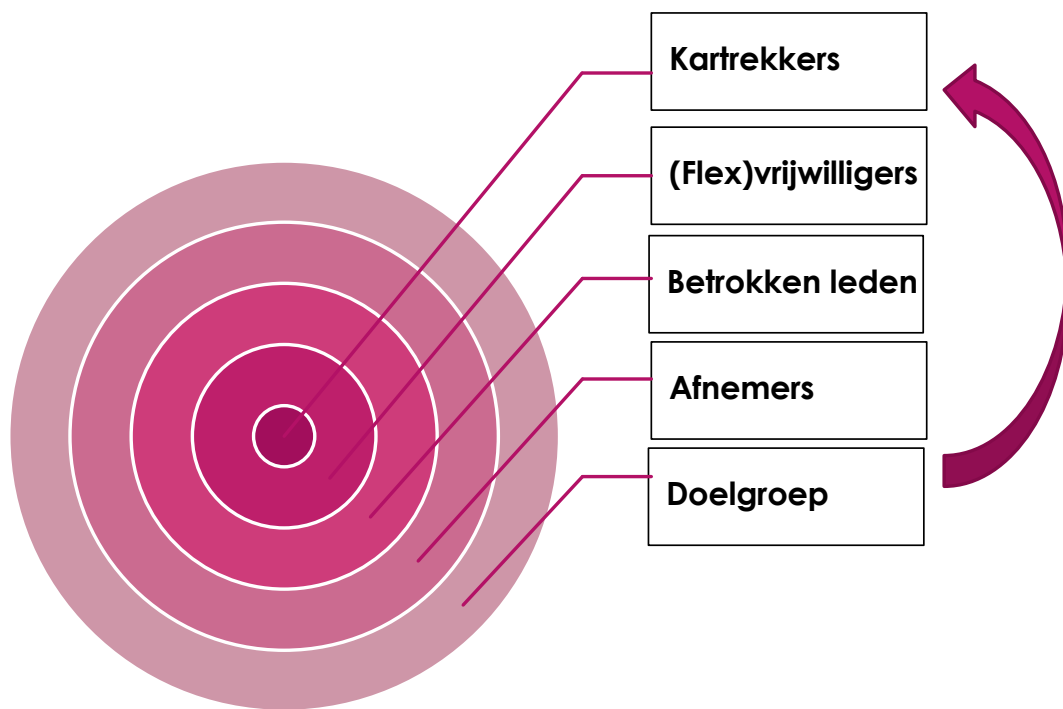 Kartrekkers
(Flex)vrijwilligers
Betrokken leden
Afnemers
Doelgroep